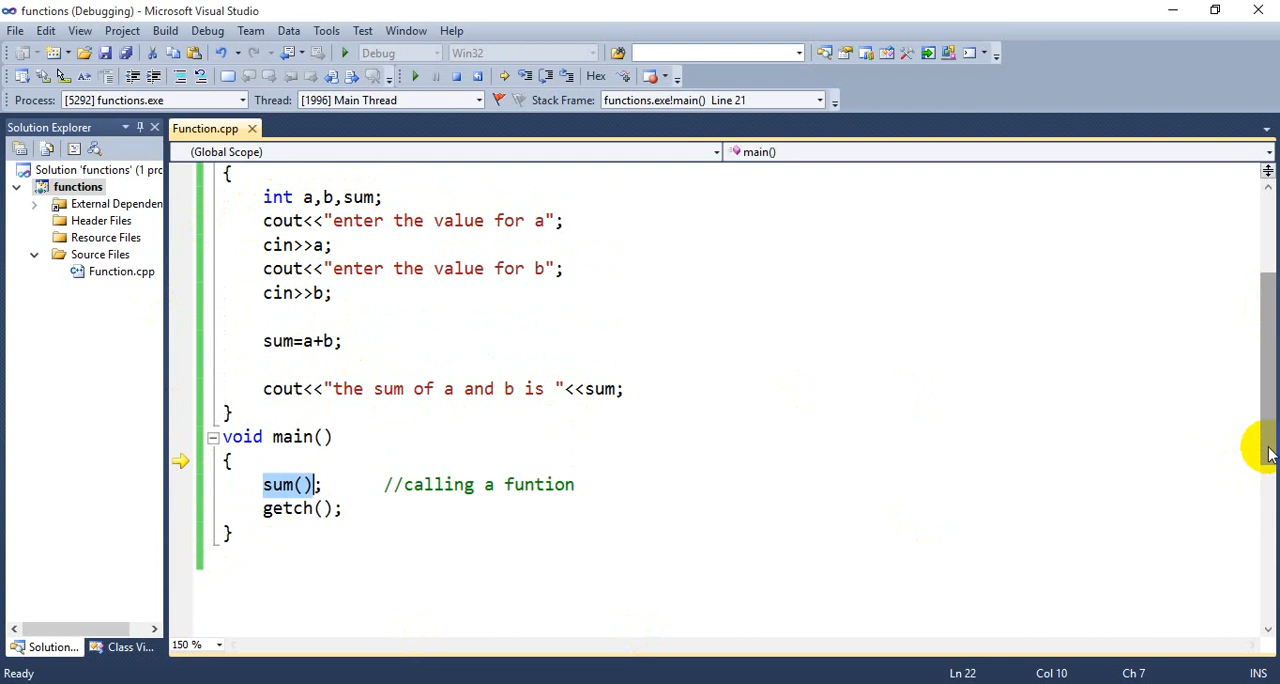 functions (Debugging) - Microsoft Visual Studio
File Edit View Project Build Debug Team Data Tools Test Window Help
Debug Win32
Hex
Process: [5292] functions.exe Thread: [1996] Main Thread Stack Frame: functions.exe!main() Line 21
Solution Explorer
Function.cpp
(Global Scope) main()
Solution 'functions' (1 pro
functions
External Dependen
Header Files
Resource Files
Source Files
Function.cpp
{
int a,b,sum;
cout<<"enter the value for a";
cin>>a;
cout<<"enter the value for b";
cin>>b;
sum=a+b;
cout<<"the sum of a and b is "<<sum;
}
void main()
{
sum(); //calling a funtion
getch();
}
Solution... Class Vi...
150 %
Ready Ln 22 Col 10 Ch 7 INS